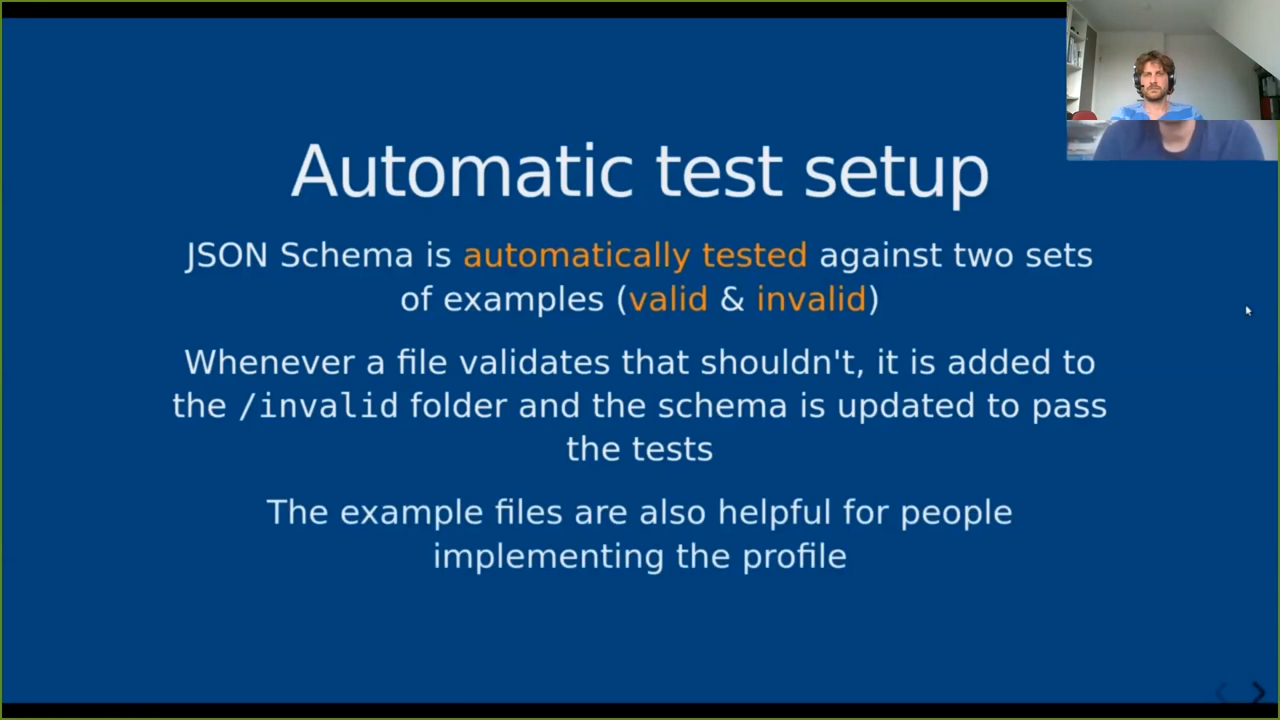 Automatic test setup
JSON Schema is automatically tested against two sets
of examples (valid & invalid)
Whenever a file validates that shouldn't, it is added to
the /invalid folder and the schema is updated to pass
the tests
The example files are also helpful for people
implementing the profile